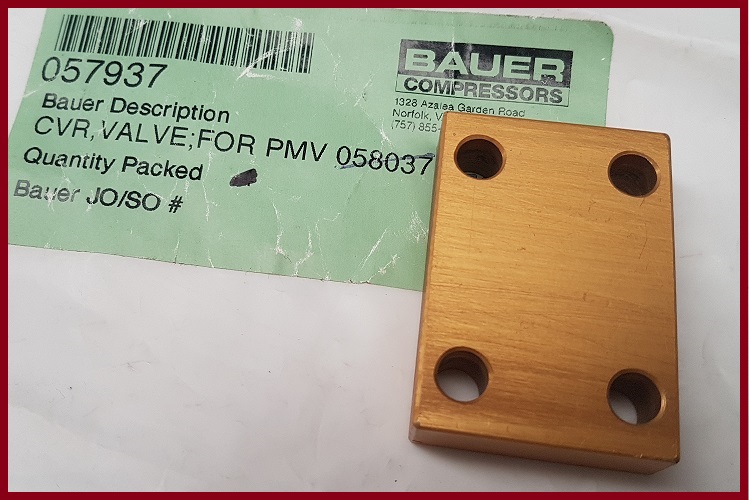 057937
Bauer Description
CVR,VALVE;FOR PMV 058037
Quantity Packed
Bauer JO/SO #
BAUER
COMPRESSORS
1328 Azalea Garden Road
Norfolk, V
(757) 855-